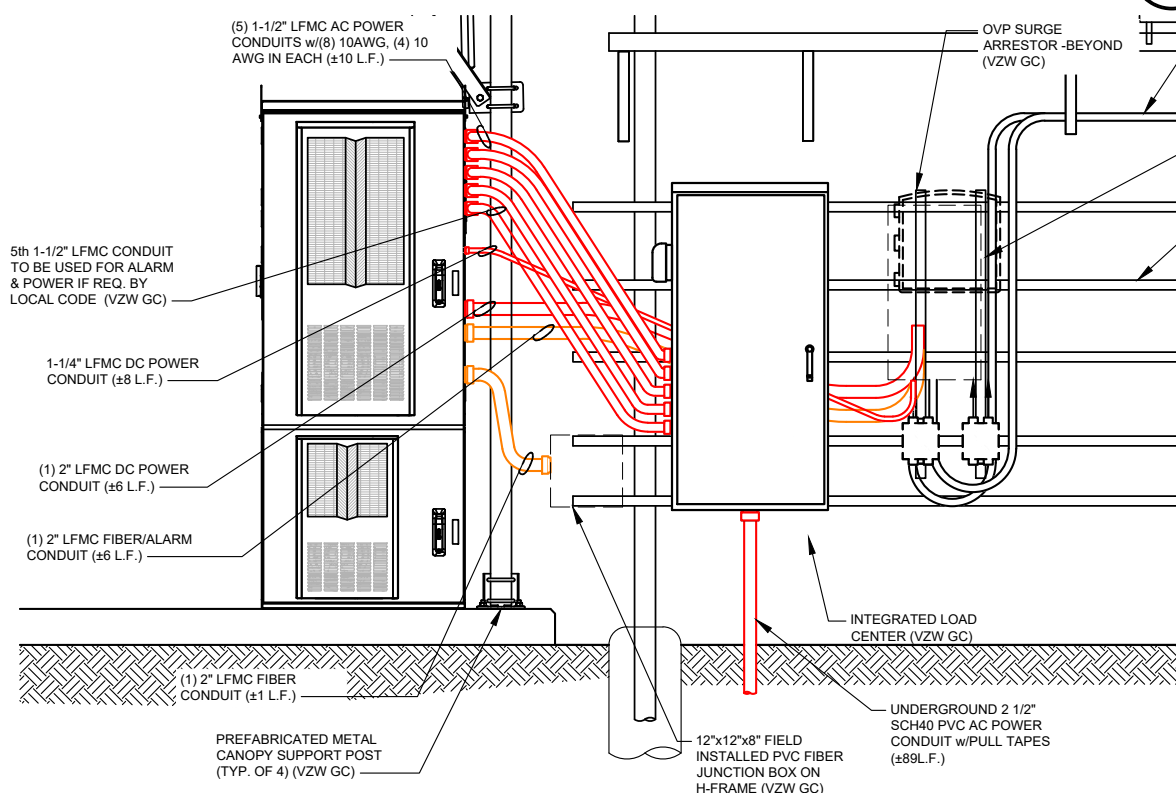 (5) 1-1/2" LFMC AC POWER
CONDUITS w/(8) 10AWG, (4) 10
AWG IN EACH (±10 L.F.)
OVP SURGE
ARRESTOR -BEYOND
(VZW GC)
5th 1-1/2" LFMC CONDUIT
TO BE USED FOR ALARM
& POWER IF REQ. BY
LOCAL CODE (VZW GC)
1-1/4" LFMC DC POWER
CONDUIT (±8 L.F.)
(1) 2" LFMC DC POWER
CONDUIT (±6 L.F.)
(1) 2" LFMC FIBER/ALARM
CONDUIT (±6 L.F.)
INTEGRATED LOAD
CENTER (VZW GC)
(1) 2" LFMC FIBER
CONDUIT (±1 L.F.)
UNDERGROUND 2 1/2"
SCH40 PVC AC POWER
CONDUIT w/PULL TAPES
(±89L.F.)
PREFABRICATED METAL
CANOPY SUPPORT POST
(TYP. OF 4) (VZW GC)
12"x12"x8" FIELD
INSTALLED PVC FIBER
JUNCTION BOX ON
H-FRAME (VZW GC)